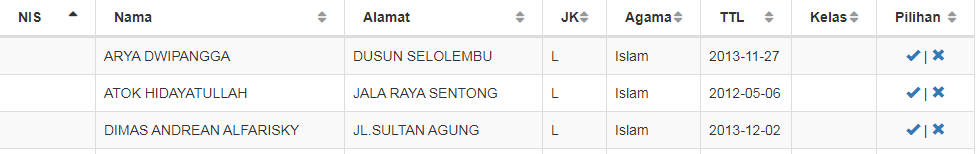 NIS Nama Alamat JK Agama TTL Kelas Pilihan
ARYA DWIPANGGA DUSUN SELOLEMBU L Islam 2013-11-27 |
ATOK HIDAYATULLAH JALA RAYA SENTONG L Islam 2012-05-06 |
DIMAS ANDREAN ALFARISKY JL.SULTAN AGUNG L Islam 2013-12-02 |